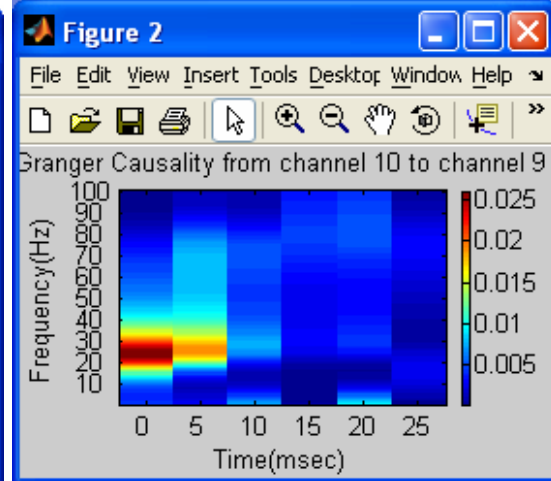 Figure 2
File Edit View Insert Tools Desktop Window Help
Granger Causality from channel 10 to channel 9
Frequency(Hz)
100
90
80
70
60
50
40
30
20
10
0 5 10 15 20 25
Time(msec)
0.025
0.02
0.015
0.01
0.005